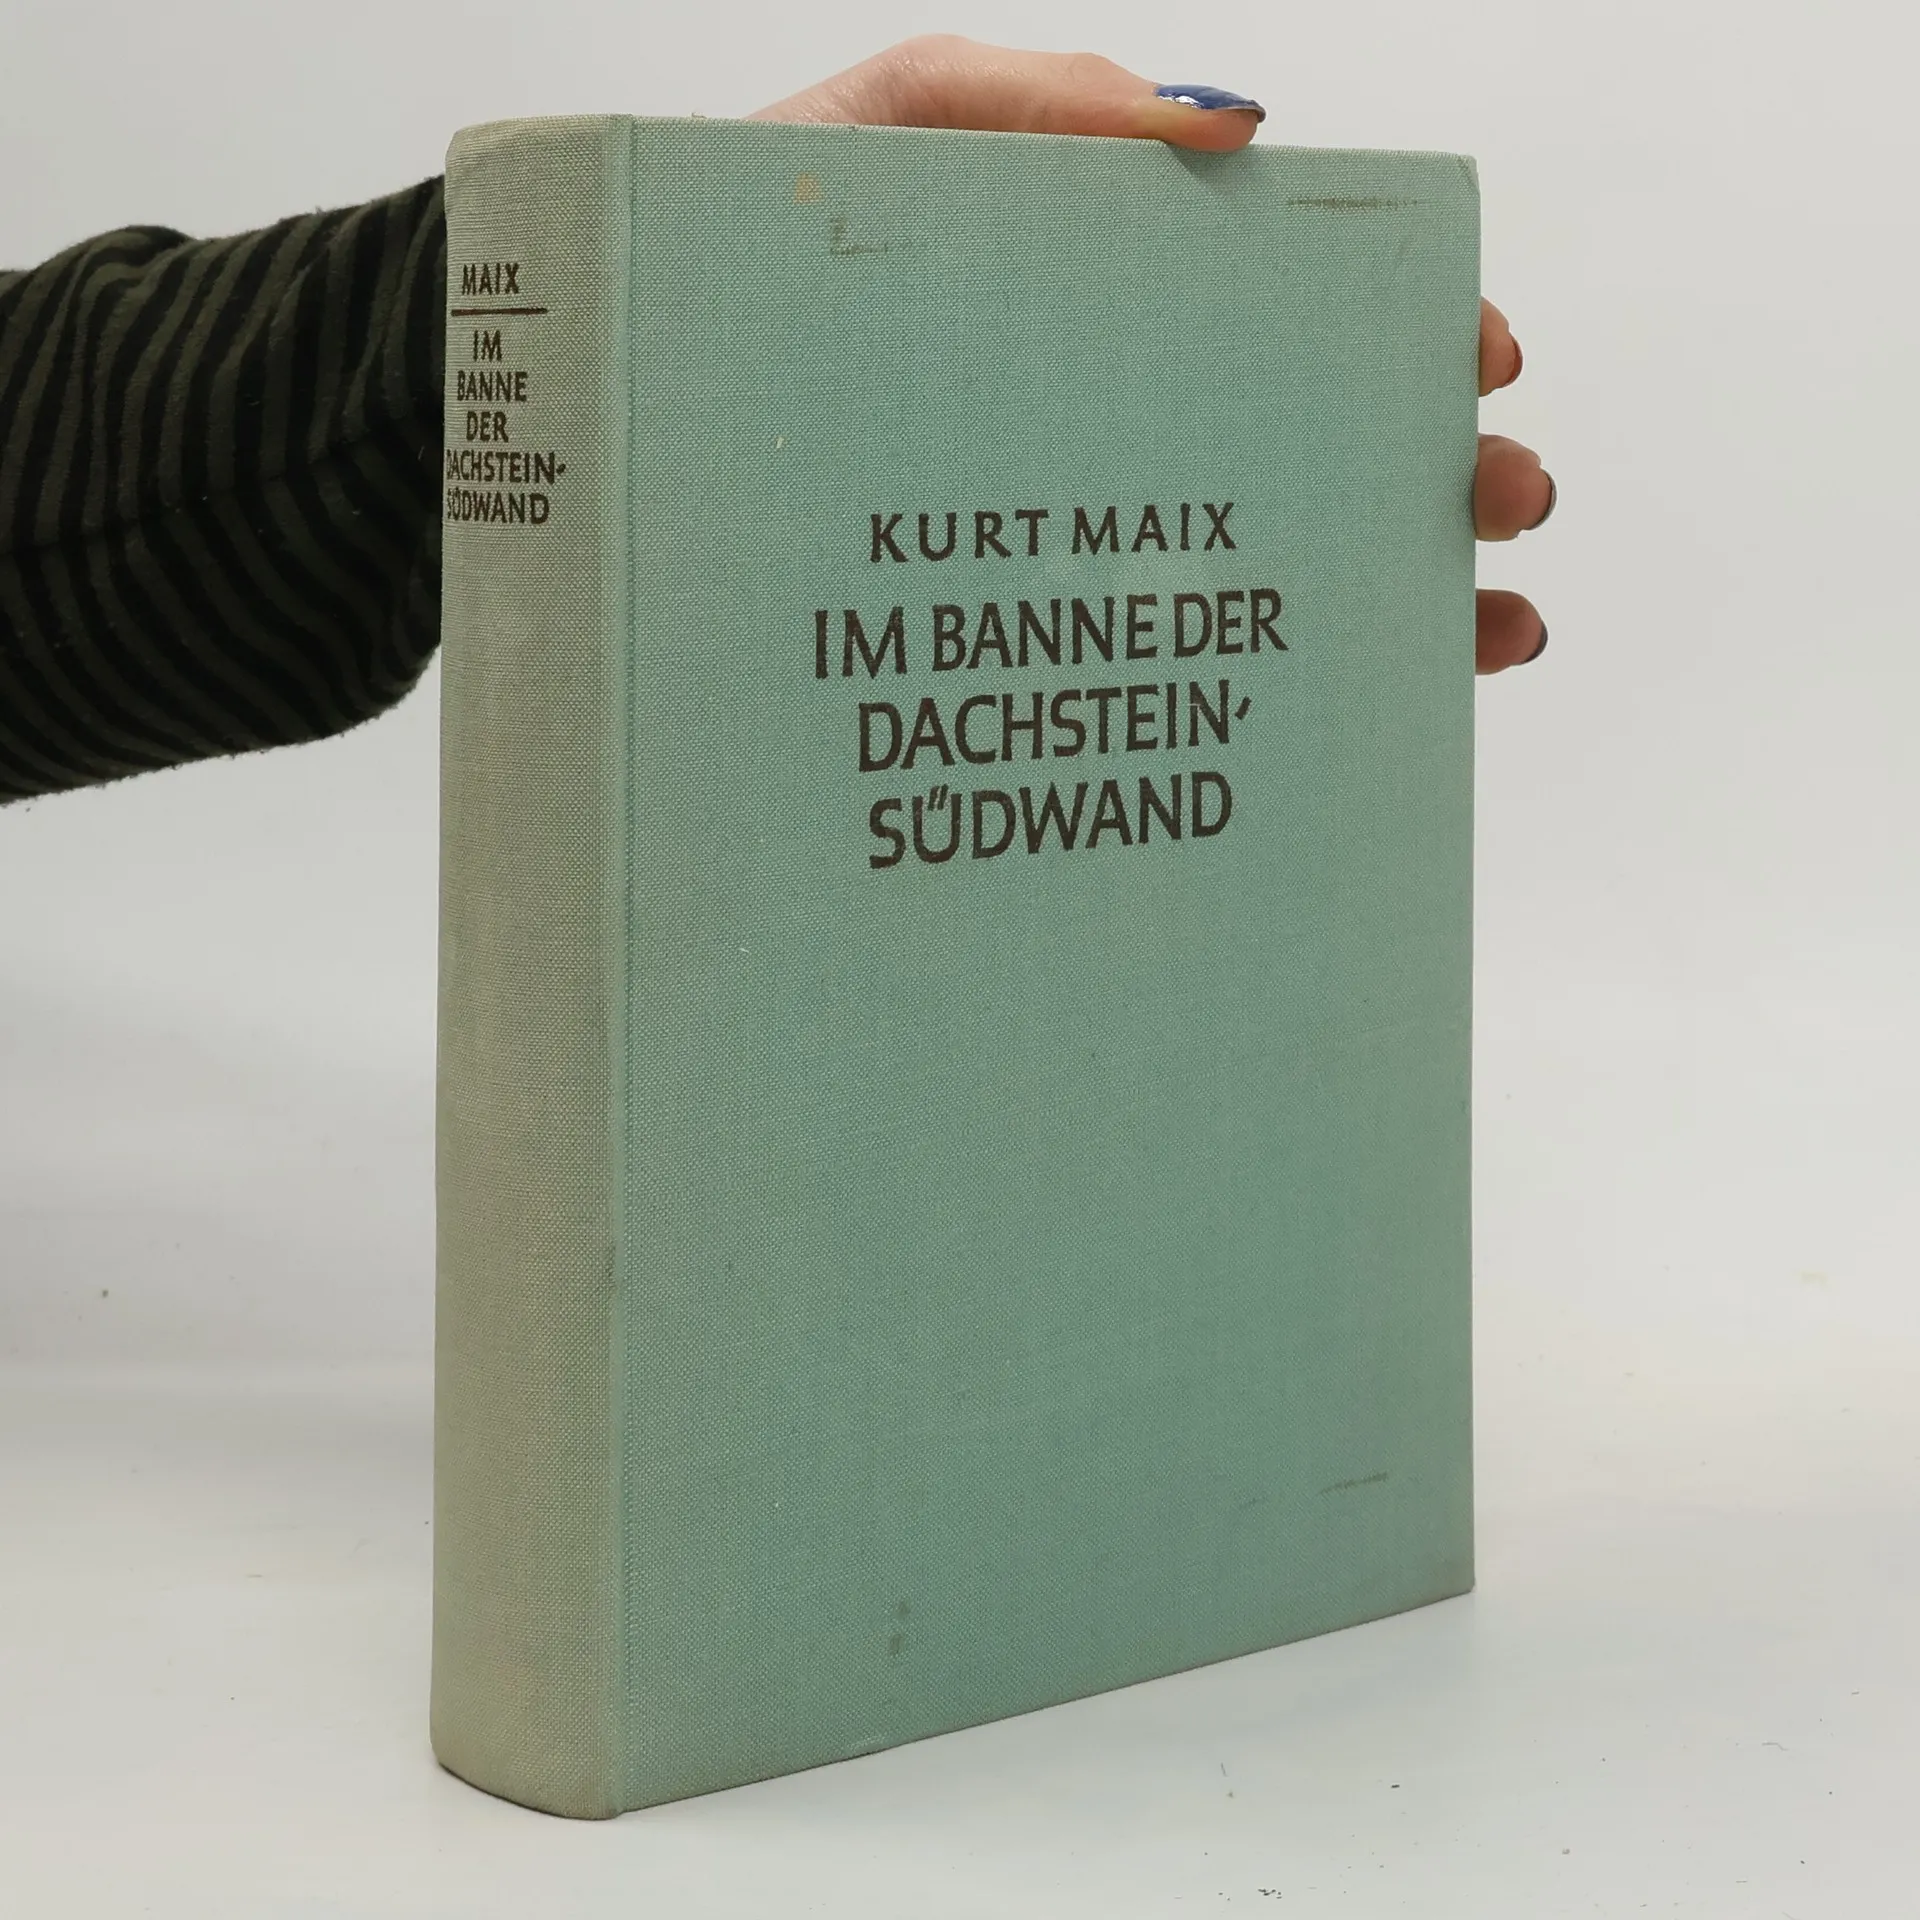 MAIX
IM
BANNE
DER
DACHSTEIN-
SÜDWAND
KURT MAIX
IM BANNE DER
DACHSTEIN-
SÜDWAND